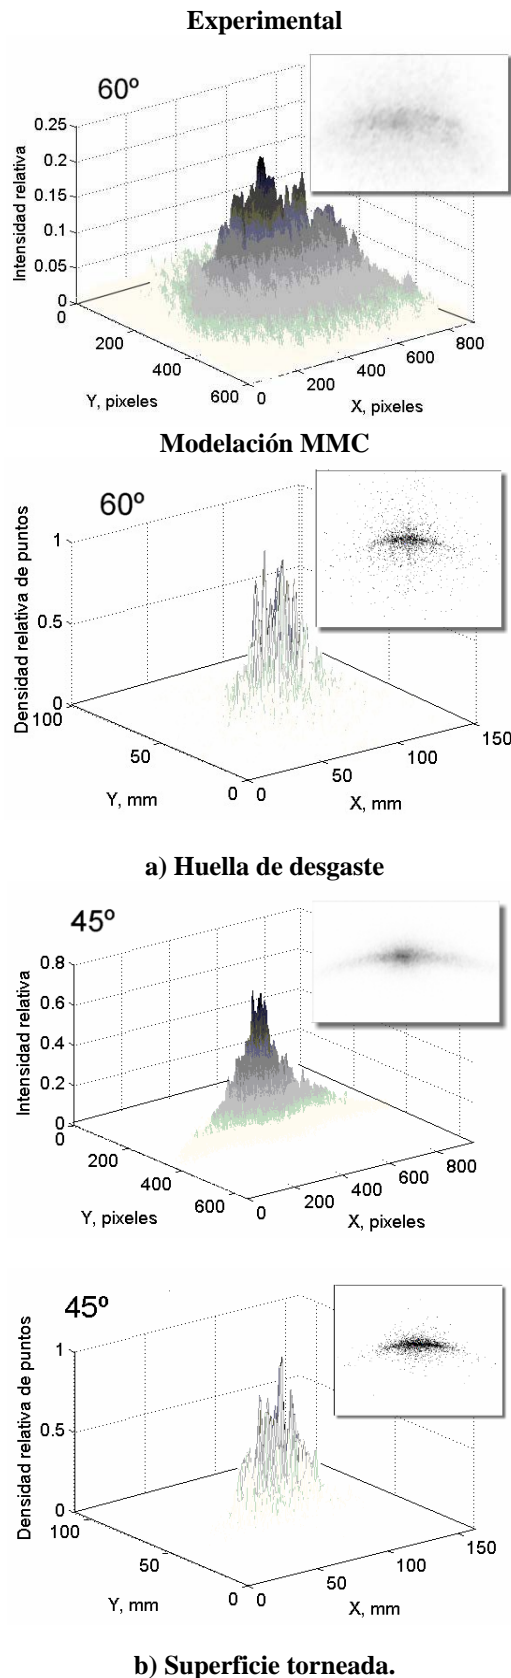 Experimental
60º
Intensidad relativa
0.25
0.2
0.15
0.1
0.05
0
0
200
400
600
Y, pixeles
0
200
400
600
800
X, pixeles
Modelación MMC
60º
Densidad relativa de puntos
1
0.5
0
100
50
0
Y, mm
0
50
100
150
X, mm
a) Huella de desgaste
45º
Intensidad relativa
0.8
0.6
0.4
0.2
0
0
200
400
600
Y, pixeles
0
200
400
600
800
X, pixeles
45º
Densidad relativa de puntos
1
0.5
0
100
50
0
Y, mm
0
50
100
150
X, mm
b) Superficie torneada.